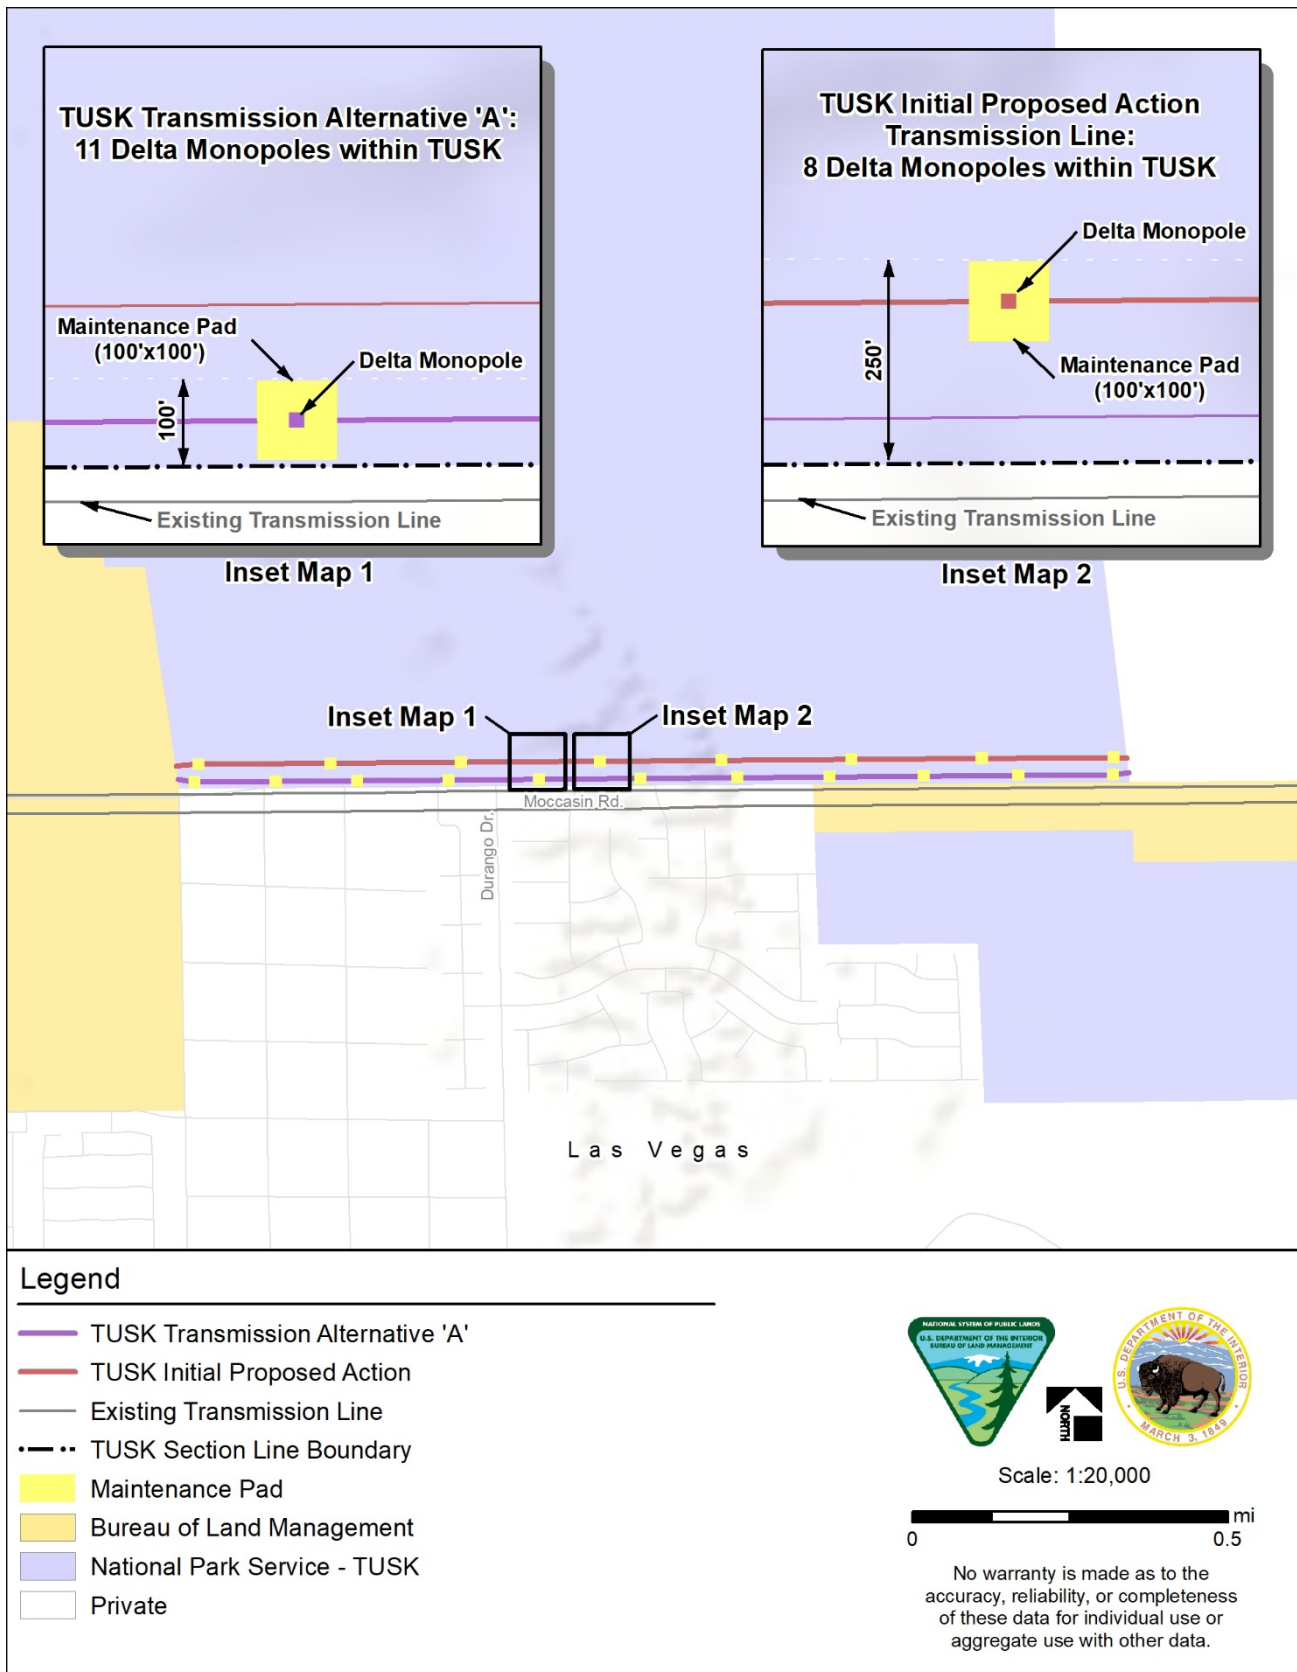 TUSK Transmission Alternative 'A':
11 Delta Monopoles within TUSK
Maintenance Pad
(100'x100')
Delta Monopole
100'
Existing Transmission Line
Inset Map 1
TUSK Initial Proposed Action
Transmission Line:
8 Delta Monopoles within TUSK
Delta Monopole
250'
Maintenance Pad
(100'x100')
Existing Transmission Line
Inset Map 2
Inset Map 1
Inset Map 2
Moccasin Rd.
Durango Dr.
Las Vegas
Legend
TUSK Transmission Alternative 'A'
TUSK Initial Proposed Action
Existing Transmission Line
TUSK Section Line Boundary
Maintenance Pad
Bureau of Land Management
National Park Service - TUSK
Private
NATIONAL SYSTEM OF PUBLIC LANDS
U.S. DEPARTMENT OF THE INTERIOR
BUREAU OF LAND MANAGEMENT
NORTH
U.S. DEPARTMENT OF THE INTERIOR
MARCH 3, 1849
Scale: 1:20,000
mi
0 0.5
No warranty is made as to the
accuracy, reliability, or completeness
of these data for individual use or
aggregate use with other data.